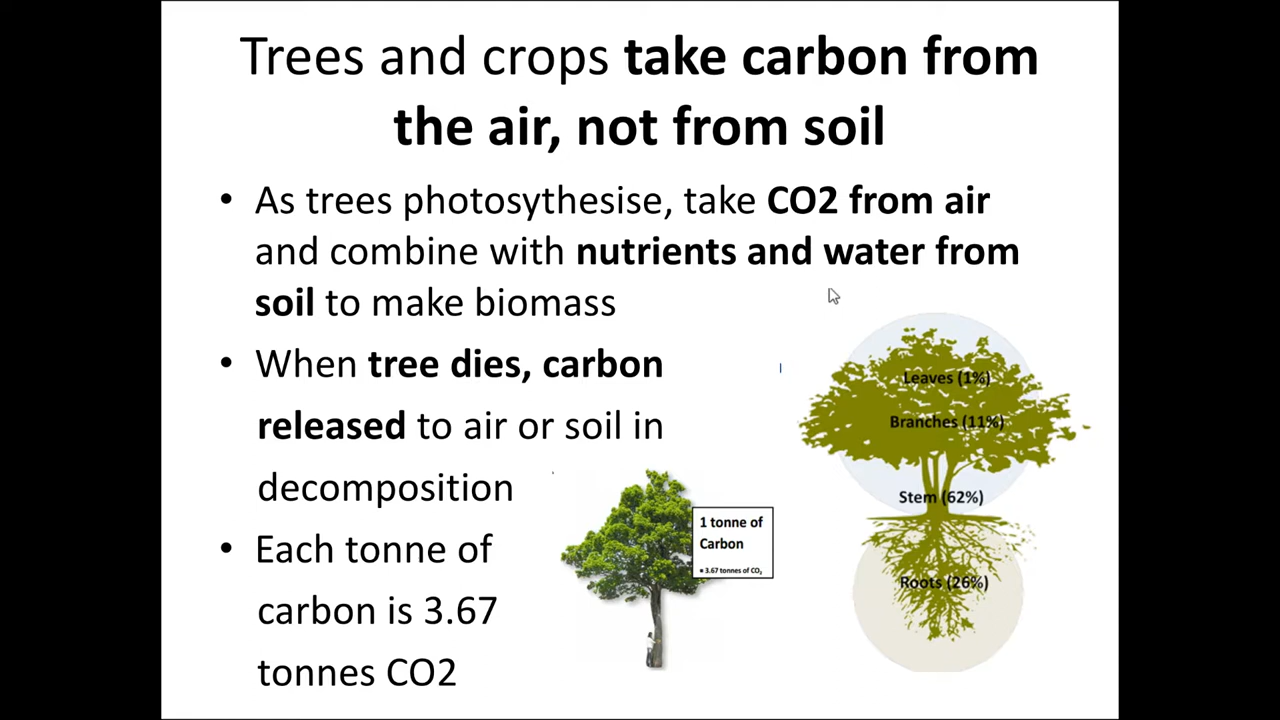 Trees and crops take carbon from
the air, not from soil
• As trees photosythesise, take CO2 from air
and combine with nutrients and water from
soil to make biomass
• When tree dies, carbon
released to air or soil in
decomposition
• Each tonne of
carbon is 3.67
tonnes CO2
1 tonne of
Carbon
= 3.67 tonnes of CO₂
Leaves (1%)
Branches (11%)
Stem (62%)
Roots (26%)